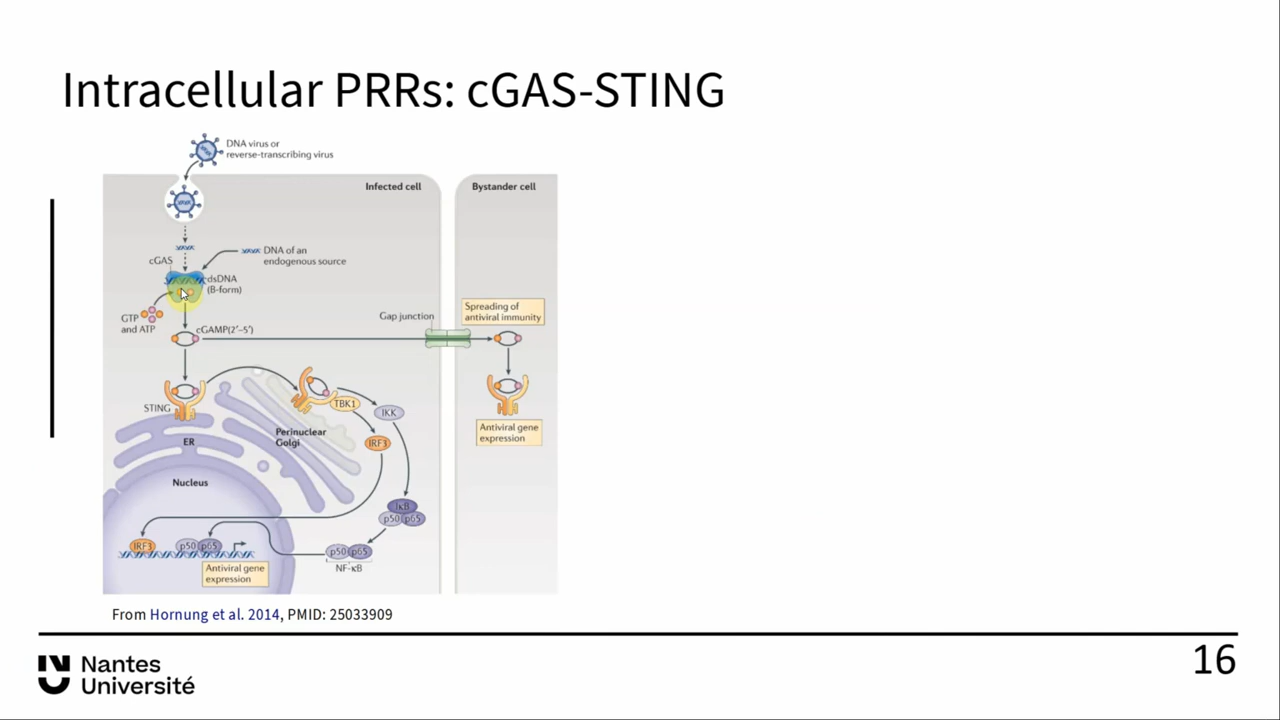 Intracellular PRRs: cGAS-STING
DNA virus or
reverse-transcribing virus
Infected cell
Bystander cell
cGAS
DNA of an
endogenous source
dsDNA
(B-form)
GTP
and ATP
cGAMP(2′–5′)
Gap junction
Spreading of
antiviral immunity
STING
TBK1
IKK
IRF3
Perinuclear
Golgi
ER
Antiviral gene
expression
Nucleus
IκB
p50 p65
IRF3
p50 p65
p50 p65
NF-κB
Antiviral gene
expression
From Hornung et al. 2014, PMID: 25033909
Nantes
Université
16